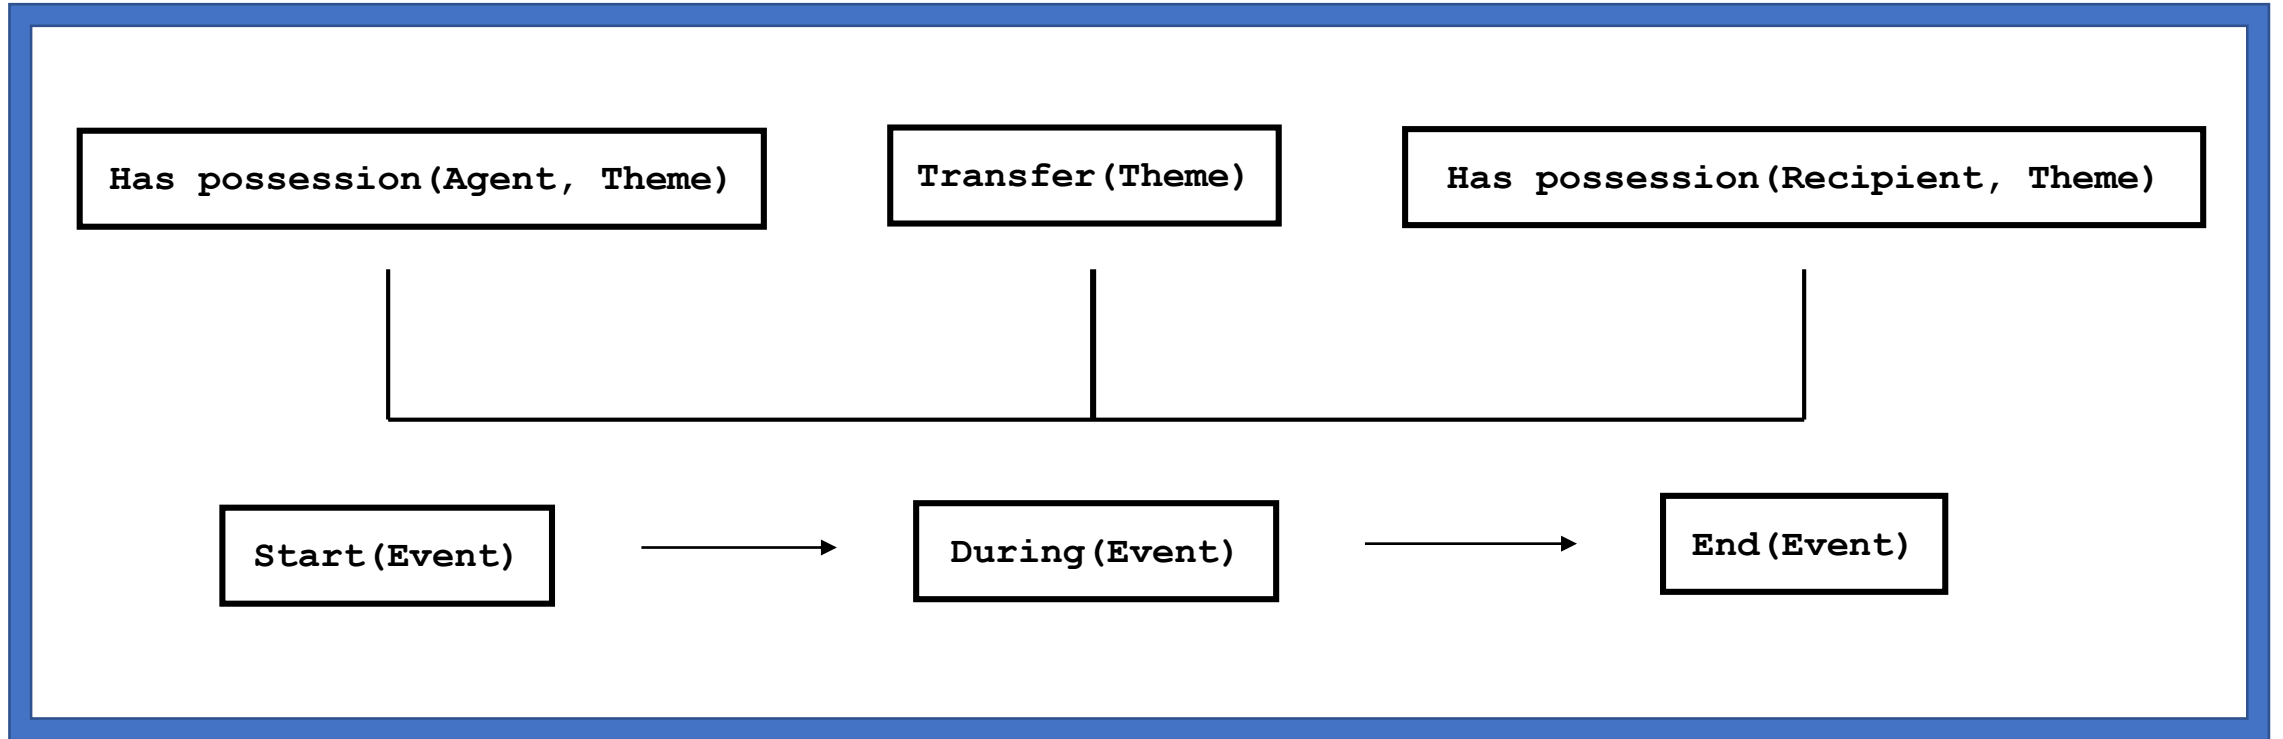 Has possession(Agent, Theme)
Transfer(Theme)
Has possession(Recipient, Theme)
Start(Event)
During(Event)
End(Event)